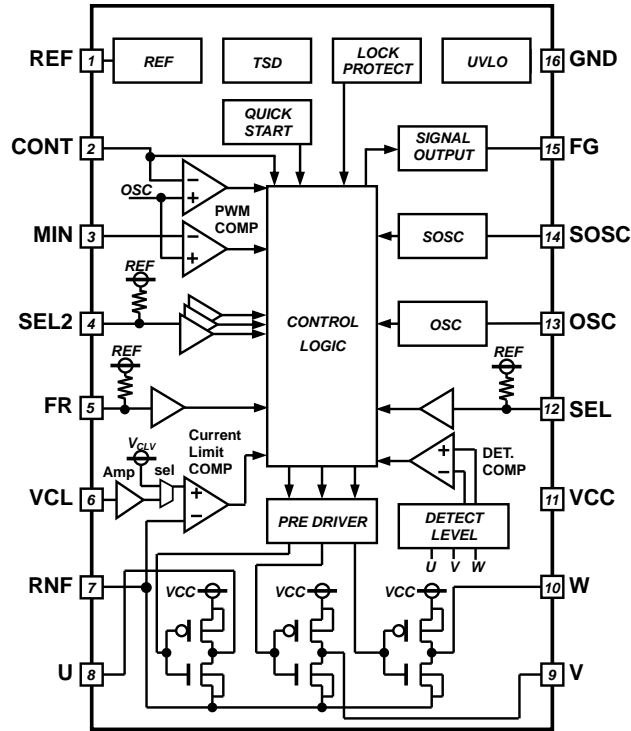 REF
1
REF
TSD
LOCK
PROTECT
UVLO
16
GND
QUICK
START
CONT
2
SIGNAL
OUTPUT
15
FG
OSC
PWM
COMP
MIN
3
SOSC
14
SOSC
REF
SEL2
4
CONTROL
LOGIC
OSC
13
OSC
REF
REF
FR
5
12
SEL
VCLV
Amp
sel
Current
Limit
COMP
DET.
COMP
VCL
6
11
VCC
PRE DRIVER
DETECT
LEVEL
U
V
W
RNF
7
VCC
VCC
VCC
10
W
U
8
9
V